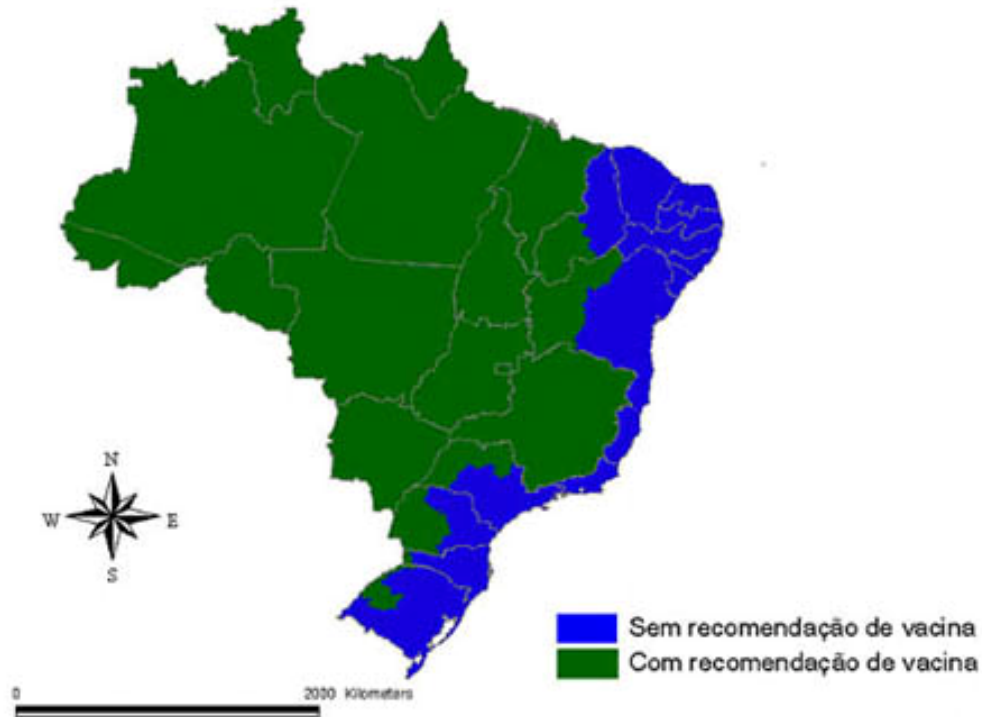 N
W E
S
Sem recomendação de vacina
Com recomendação de vacina
0 2000 Kilometers